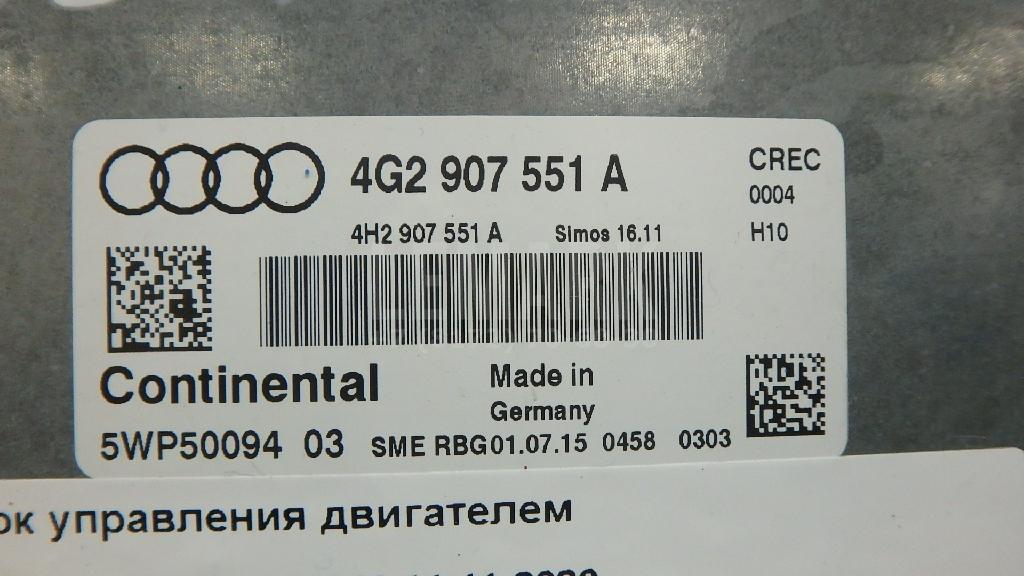 4G2 907 551 A
CREC
0004
4H2 907 551 A Simos 16.11
H10
Continental
Made in
Germany
5WP50094 03 SME RBG01.07.15 0458 0303
управления двигателем